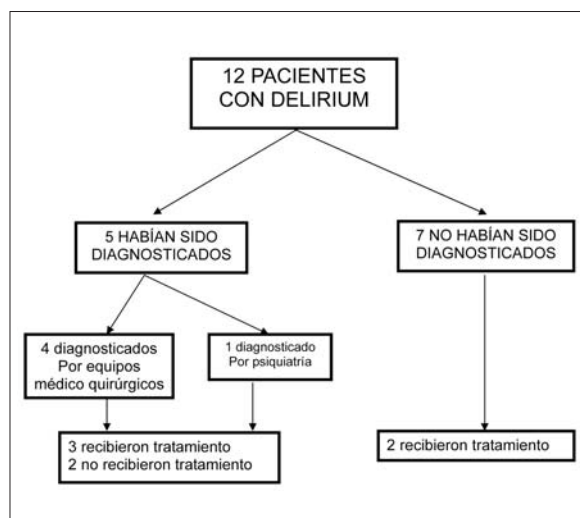 12 PACIENTES
CON DELIRIUM
5 HABÍAN SIDO
DIAGNOSTICADOS
7 NO HABÍAN SIDO
DIAGNOSTICADOS
4 diagnosticados
Por equipos
médico quirúrgicos
1 diagnosticado
Por psiquiatría
3 recibieron tratamiento
2 no recibieron tratamiento
2 recibieron tratamiento